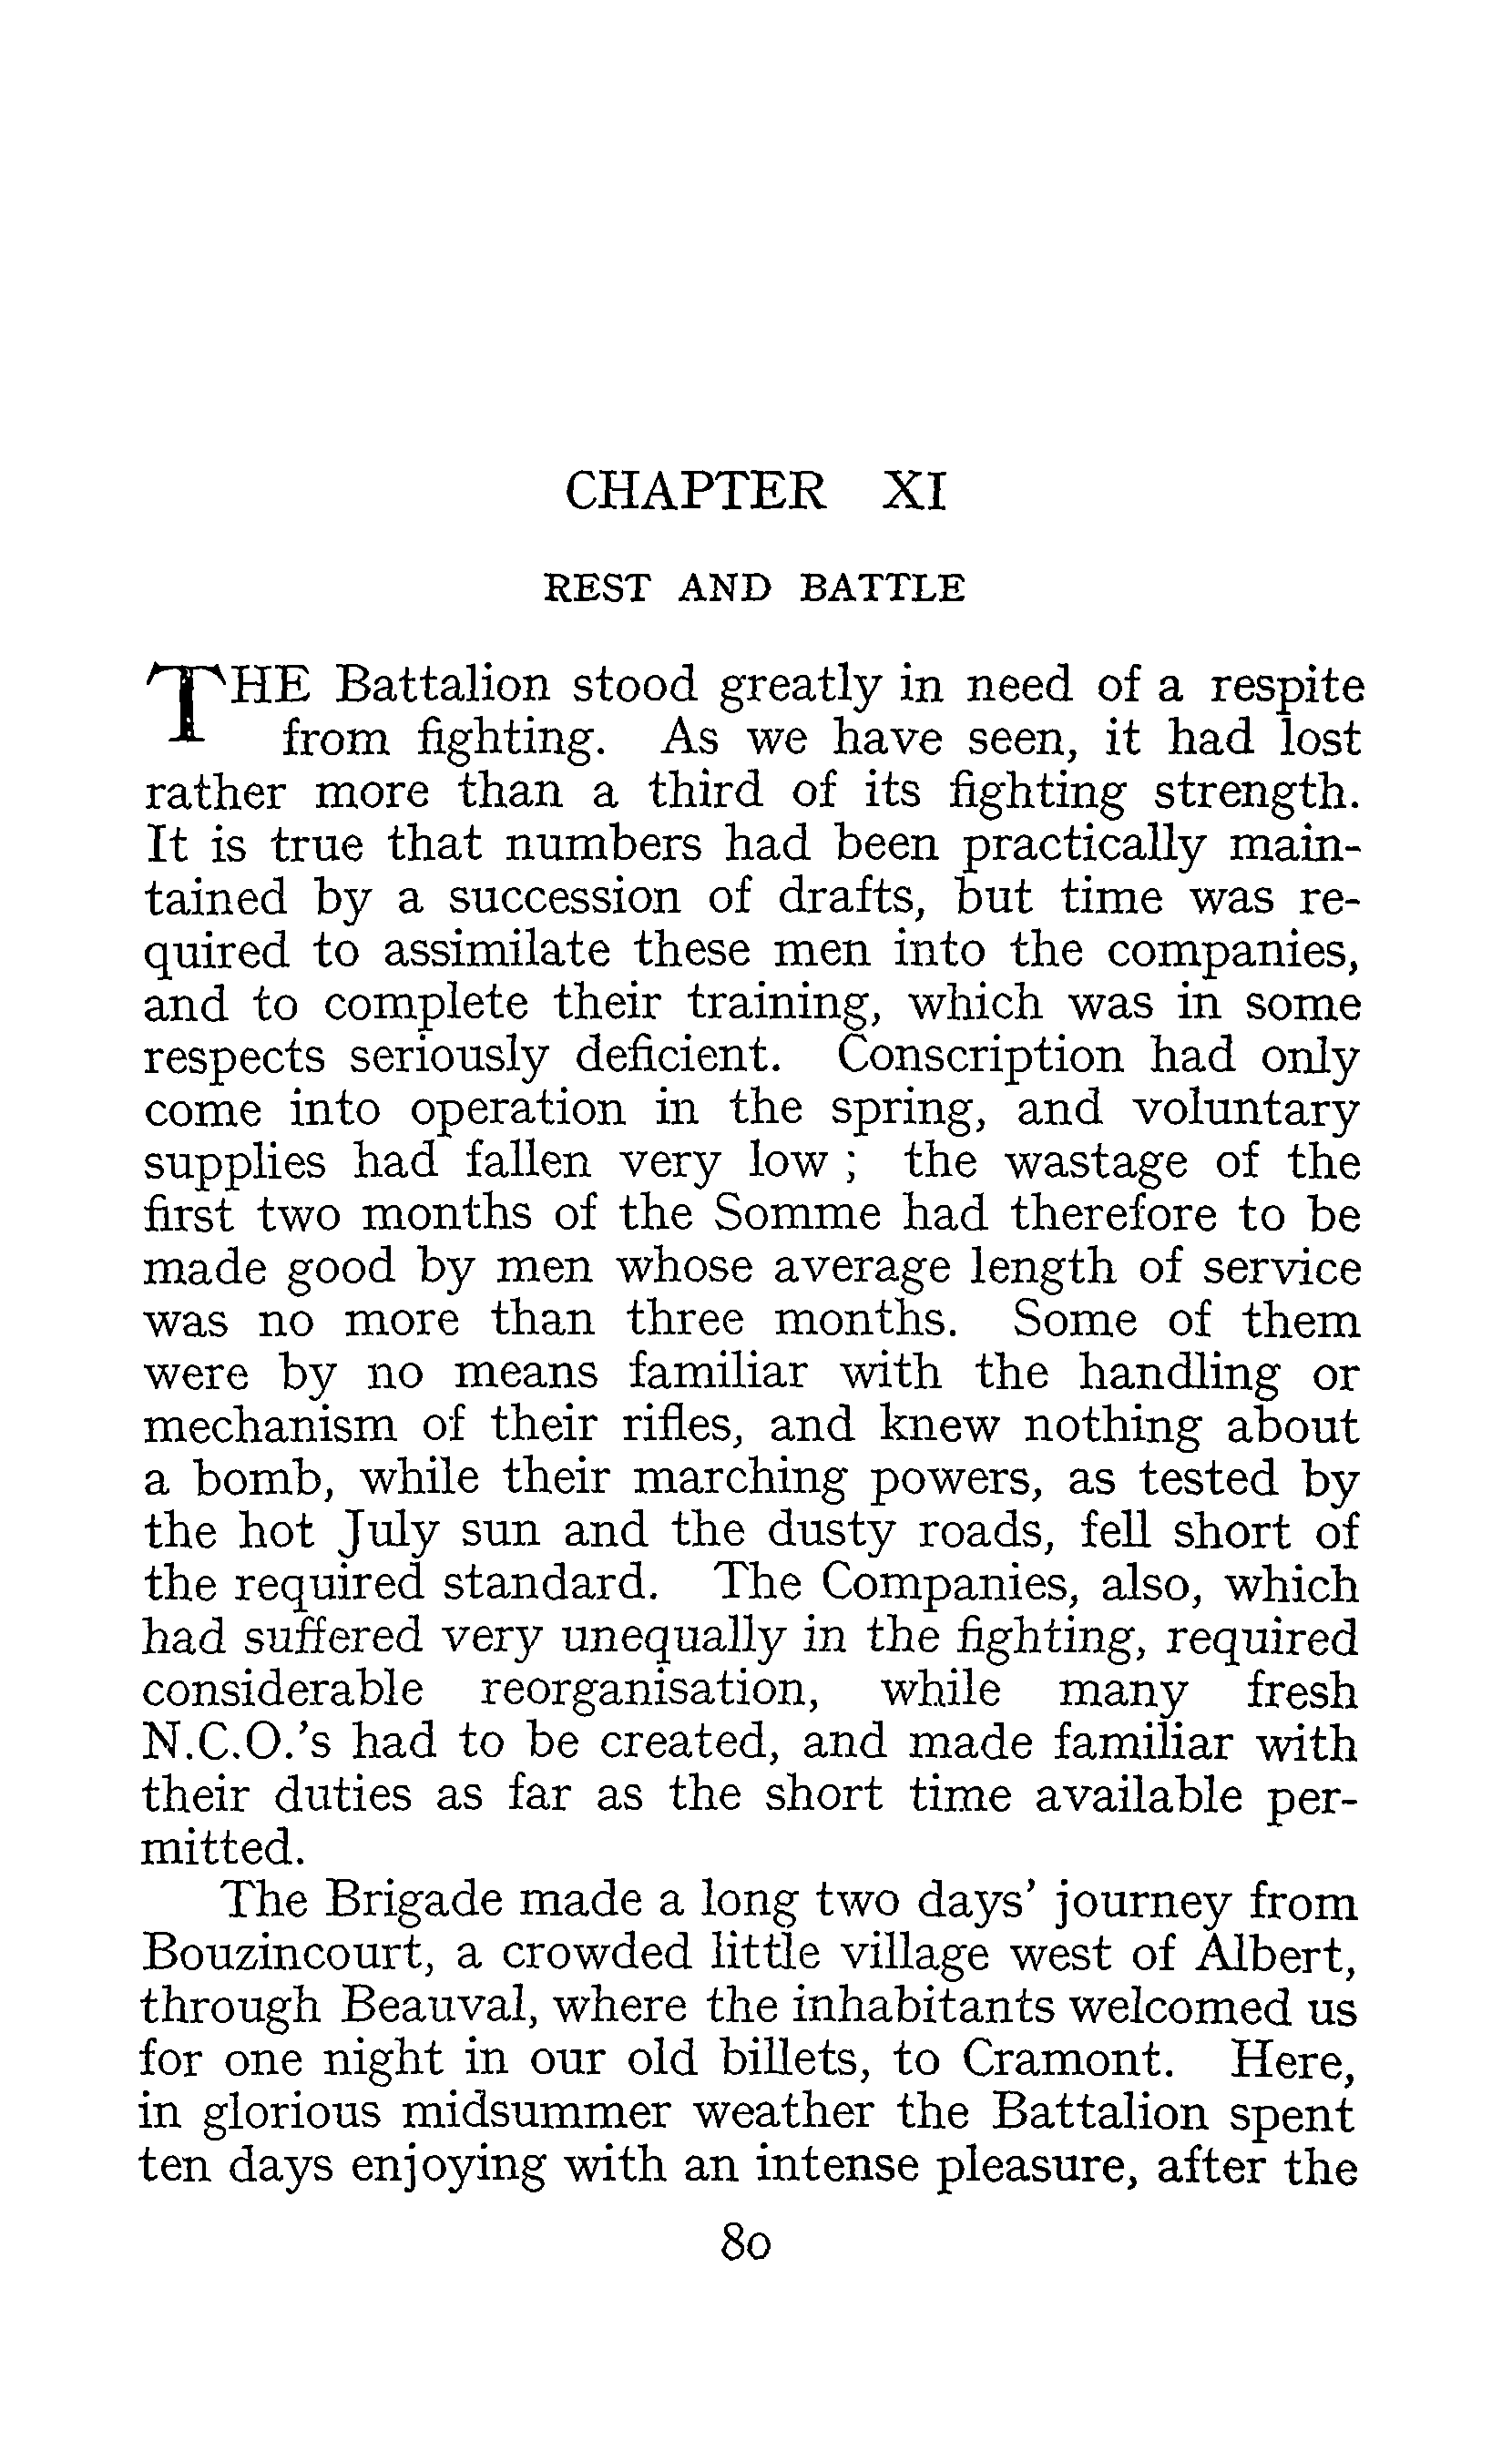 CHAPTER XI
REST AND BATTLE
THE Battalion stood greatly in need of a respite
from fighting. As we have seen, it had lost
rather more than a third of its fighting strength.
It is true that numbers had been practically main-
tained by a succession of drafts, but time was re-
quired to assimilate these men into the companies,
and to complete their training, which was in some
respects seriously deficient. Conscription had only
come into operation in the spring, and voluntary
supplies had fallen very low ; the wastage of the
first two months of the Somme had therefore to be
made good by men whose average length of service
was no more than three months. Some of them
were by no means familiar with the handling or
mechanism of their rifles, and knew nothing about
a bomb, while their marching powers, as tested by
the hot July sun and the dusty roads, fell short of
the required standard. The Companies, also, which
had suffered very unequally in the fighting, required
considerable reorganisation, while many fresh
N.C.O.'s had to be created, and made familiar with
their duties as far as the short time available per-
mitted.
The Brigade made a long two days' journey from
Bouzincourt, a crowded little village west of Albert,
through Beauval, where the inhabitants welcomed us
for one night in our old billets, to Cramont. Here,
in glorious midsummer weather the Battalion spent
ten days enjoying with an intense pleasure, after the
80